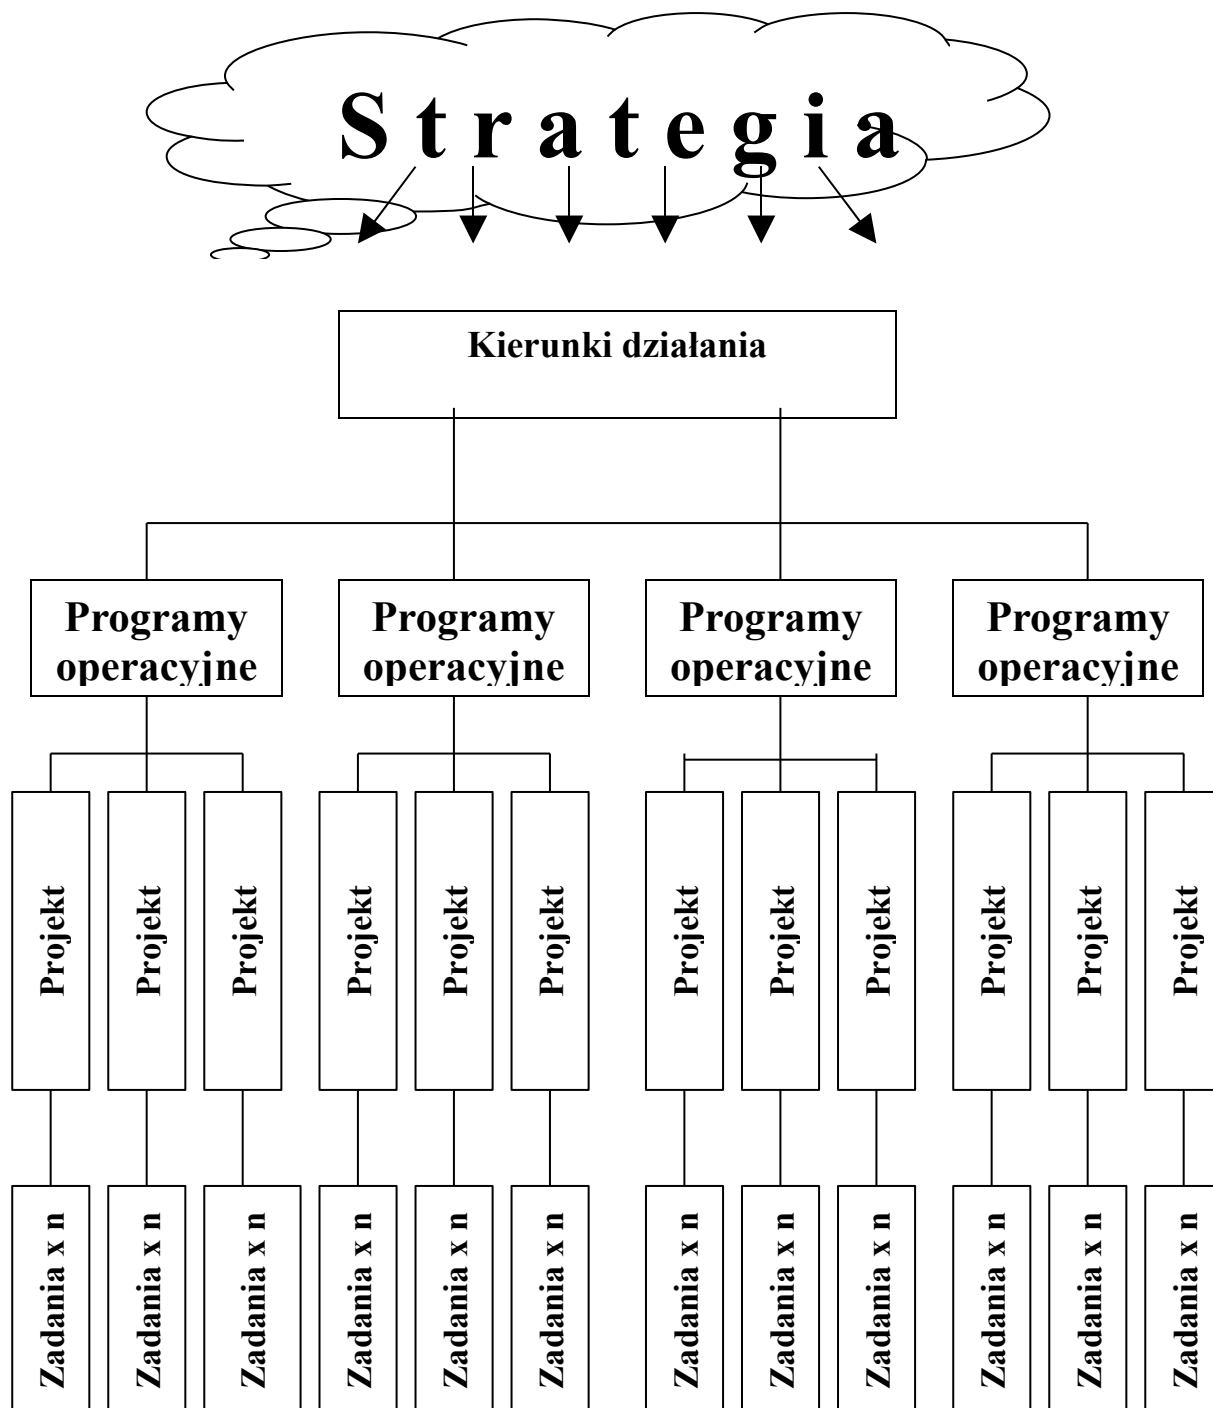 Strategia
Kierunki działania
Programy
operacyjne
Programy
operacyjne
Programy
operacyjne
Programy
operacyjne
Projekt
Projekt
Projekt
Projekt
Projekt
Projekt
Projekt
Projekt
Projekt
Projekt
Projekt
Projekt
Zadania x n
Zadania x n
Zadania x n
Zadania x n
Zadania x n
Zadania x n
Zadania x n
Zadania x n
Zadania x n
Zadania x n
Zadania x n
Zadania x n